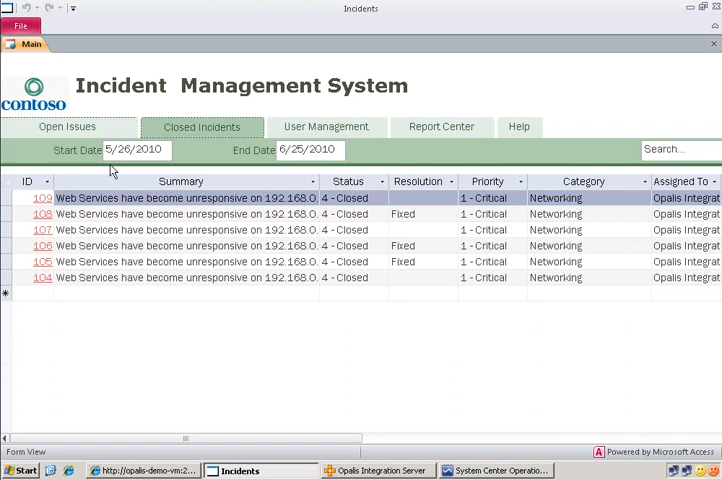 Incidents
File
Main
contoso
Incident Management System
Open Issues Closed Incidents User Management Report Center Help
Start Date 5/26/2010 End Date 6/25/2010 Search...
ID Summary Status Resolution Priority Category Assigned To
109 Web Services have become unresponsive on 192.168.0. 4 - Closed 1 - Critical Networking Opalis Integrat
108 Web Services have become unresponsive on 192.168.0. 4 - Closed Fixed 1 - Critical Networking Opalis Integrat
107 Web Services have become unresponsive on 192.168.0. 4 - Closed 1 - Critical Networking Opalis Integrat
106 Web Services have become unresponsive on 192.168.0. 4 - Closed Fixed 1 - Critical Networking Opalis Integrat
105 Web Services have become unresponsive on 192.168.0. 4 - Closed Fixed 1 - Critical Networking Opalis Integrat
104 Web Services have become unresponsive on 192.168.0. 4 - Closed 1 - Critical Networking Opalis Integrat
Form View Powered by Microsoft Access
Start http://opalis-demo-vm:2... Incidents Opalis Integration Server System Center Operatio...